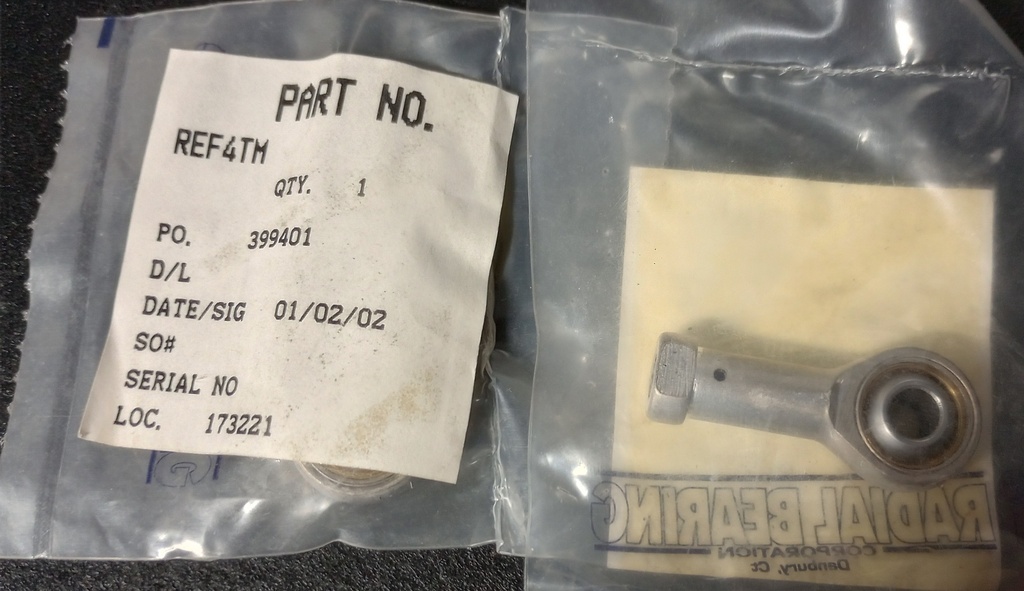 PART NO.
REF4TM
QTY. 1
PO. 399401
D/L
DATE/SIG 01/02/02
SO#
SERIAL NO
LOC. 173221
RADIAL BEARING
CORPORATION
Danbury, Ct